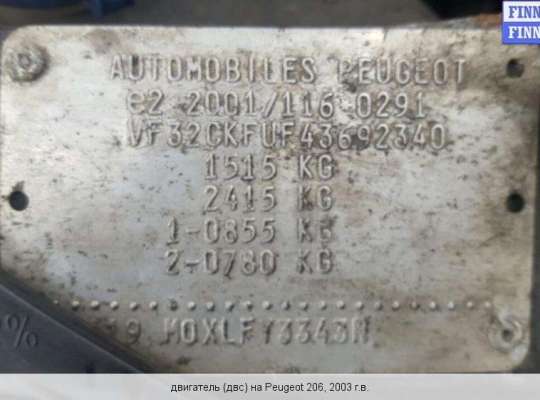 FINN
FINN
AUTOMOBILES PEUGEOT
e2 2001/116 0291
VF32CKFUF43692340
1515 KG
2415 KG
1-0855 KG
2-0780 KG
9 MOXLFY3343N
%
двигатель (двс) на Peugeot 206, 2003 г.в.